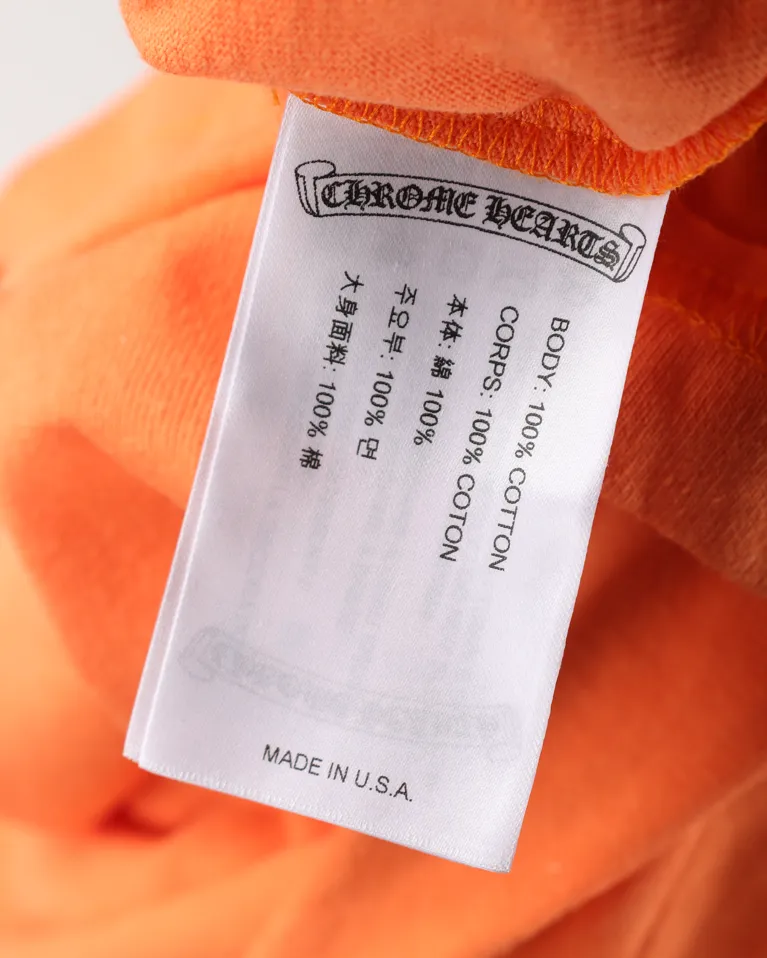 CHROME HEARTS
BODY: 100% COTTON
CORPS: 100% COTON
本体: 綿 100%
주요부: 100% 면
大身面料: 100% 棉
MADE IN U.S.A.